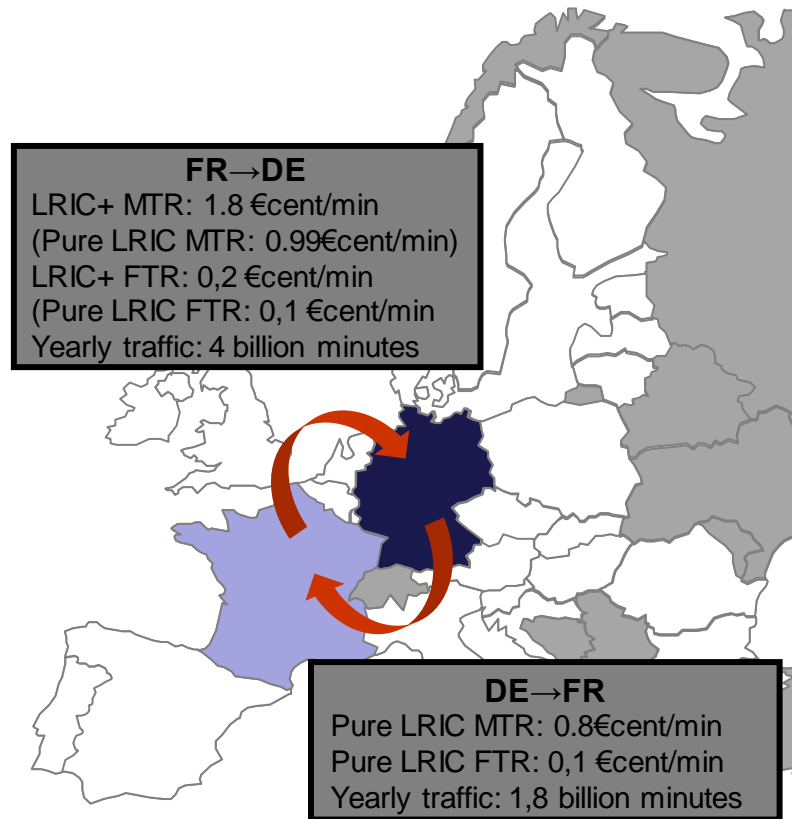 FR→DE
LRIC+ MTR: 1.8 €cent/min
(Pure LRIC MTR: 0.99€cent/min)
LRIC+ FTR: 0,2 €cent/min
(Pure LRIC FTR: 0,1 €cent/min
Yearly traffic: 4 billion minutes
DE→FR
Pure LRIC MTR: 0.8€cent/min
Pure LRIC FTR: 0,1 €cent/min
Yearly traffic: 1,8 billion minutes